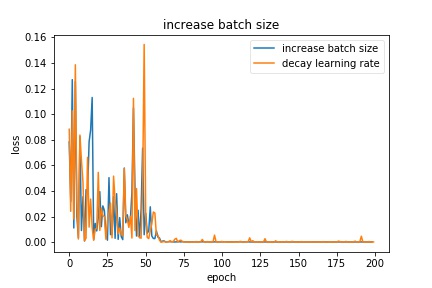 increase batch size
0.16
0.14
0.12
0.10
0.08
0.06
0.04
0.02
0.00
loss
increase batch size
decay learning rate
0 25 50 75 100 125 150 175 200
epoch